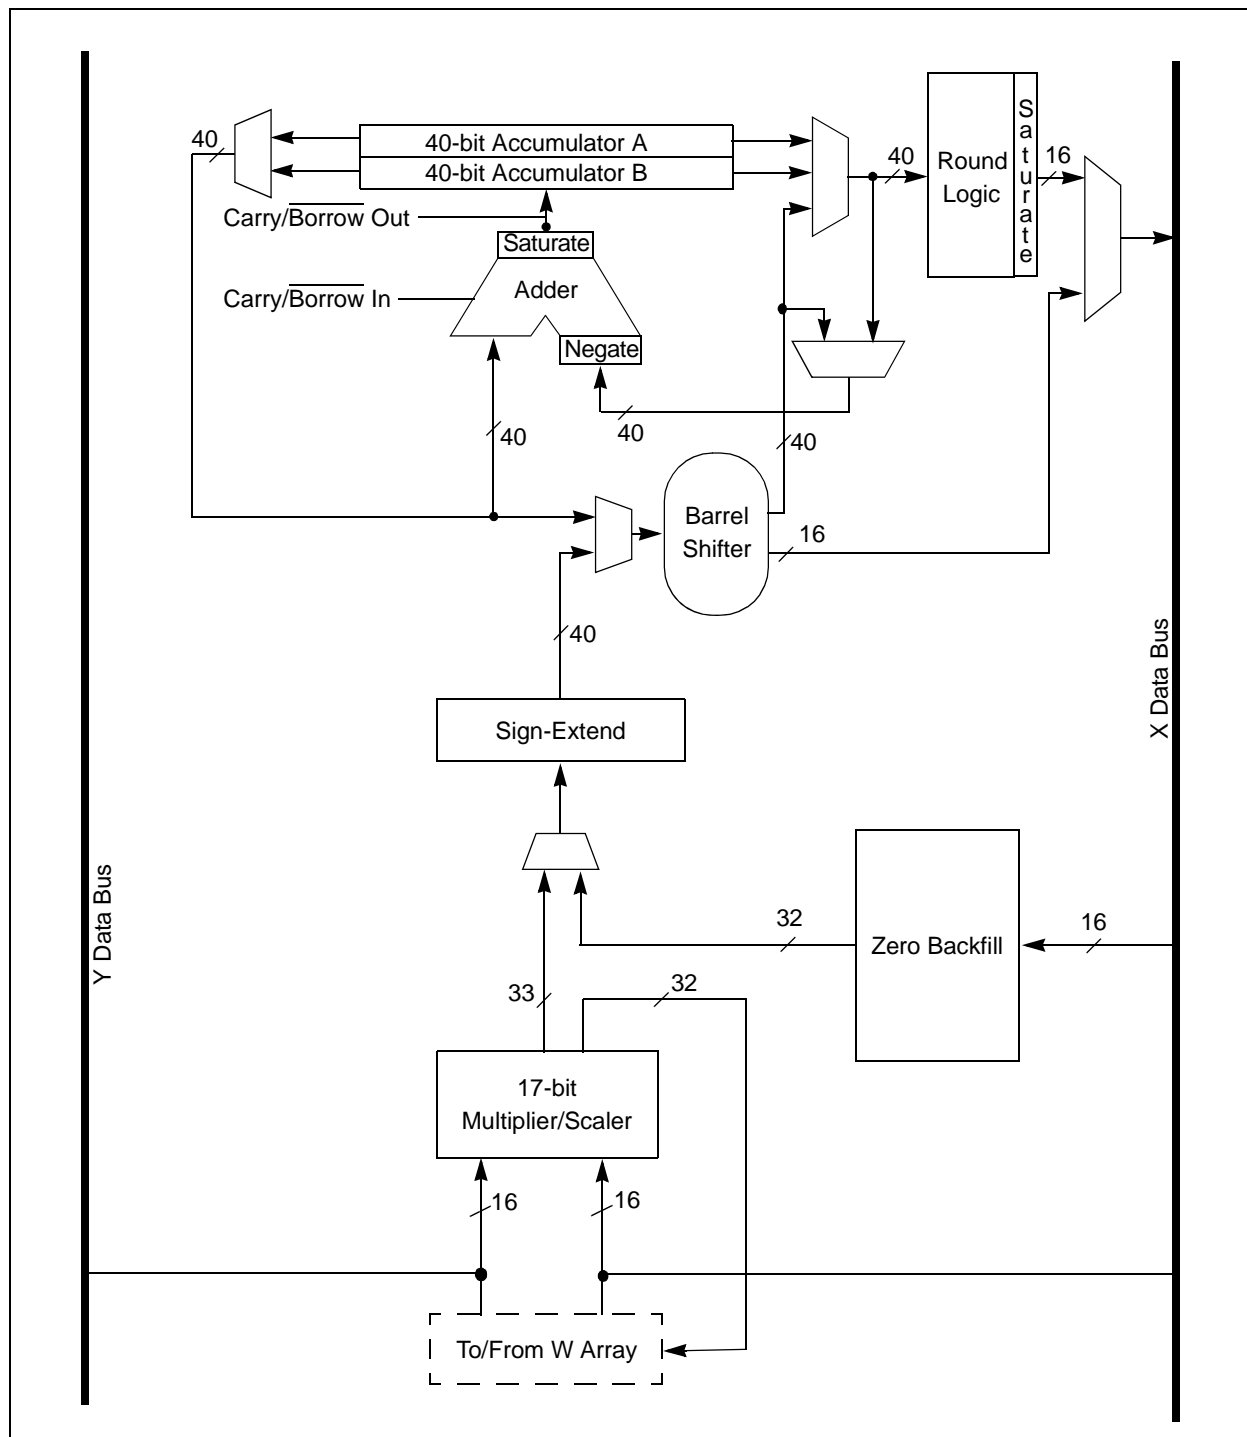 40
40-bit Accumulator A
40-bit Accumulator B
Carry/Borrow Out
Saturate
Carry/Borrow In
Adder
Negate
40
Round
Logic
Saturate
16
40
40
40
Barrel
Shifter
16
40
Sign-Extend
X Data Bus
Y Data Bus
32
Zero Backfill
16
33
32
17-bit
Multiplier/Scaler
16
16
To/From W Array